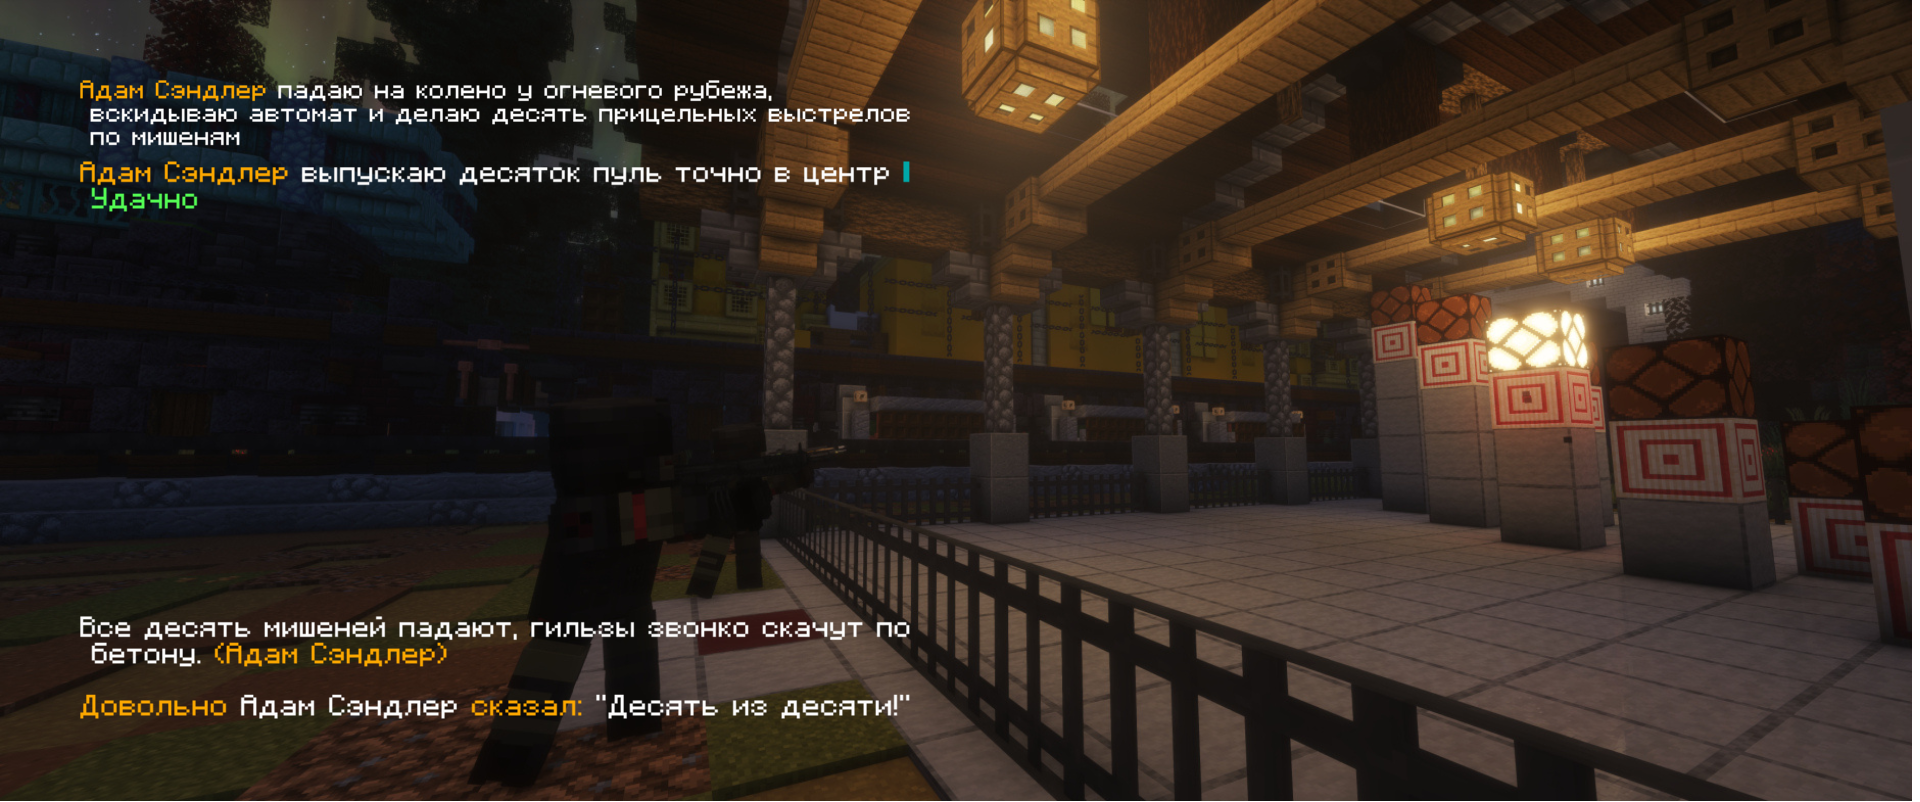 Адам Сэндлер падаю на колено у огневого рубежа,
вскидываю автомат и делаю десять прицельных выстрелов
по мишеням
Адам Сэндлер выпускаю десяток пуль точно в центр |
Удачно
Все десять мишеней падают, гильзы звонко скачут по
бетону. (Адам Сэндлер)
Довольно Адам Сэндлер сказал: "Десять из десяти!"